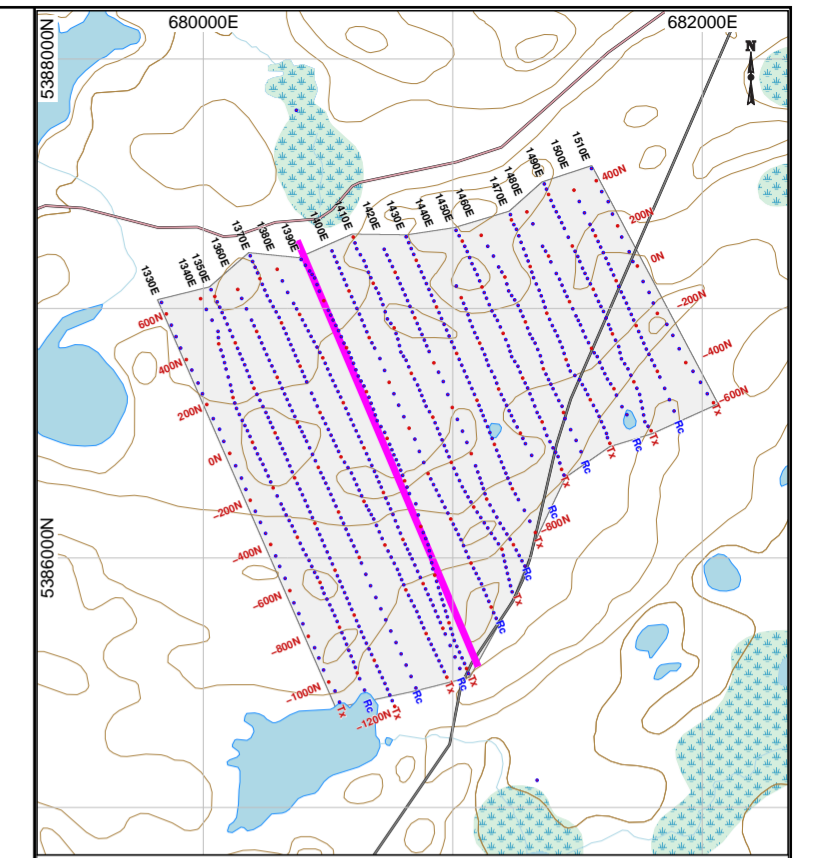 680000E
682000E
5388000N
N
1330E
1340E
1350E
1360E
1370E
1380E
1390E
1400E
1410E
1420E
1430E
1440E
1450E
1460E
1470E
1480E
1490E
1500E
1510E
400N
200N
0N
-200N
-400N
-600N
Tx
600N
400N
200N
0N
-200N
-400N
-600N
-800N
-1000N
-1200N
5386000N
Rc
Tx
Rc
Tx
Rc
Tx
Rc
-800N
Tx
Rc
Tx
Rc
Tx
Rc
Tx
Rc
Tx
Rc
Tx